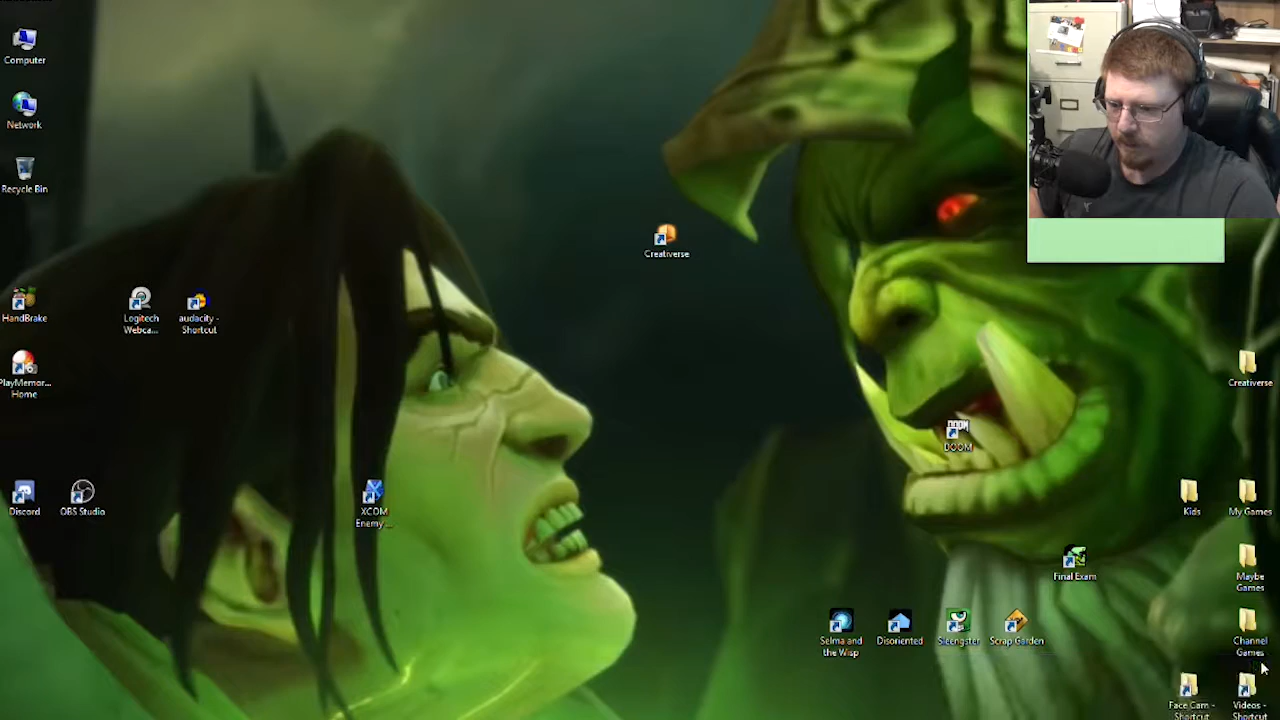 Computer
Network
Recycle Bin
Creativerse
HandBrake
Logitech
Webca...
audacity -
Shortcut
PlayMemor...
Home
Creativerse
DOOM
DOOM
Discord
OBS Studio
XCOM
Enemy ...
Kids
My Games
Final Exam
Maybe
Games
Selma and
the Wisp
Disoriented
Sleengster
Scrap Garden
Channel
Games
Face Cam -
Shortcut
Videos -
Shortcut